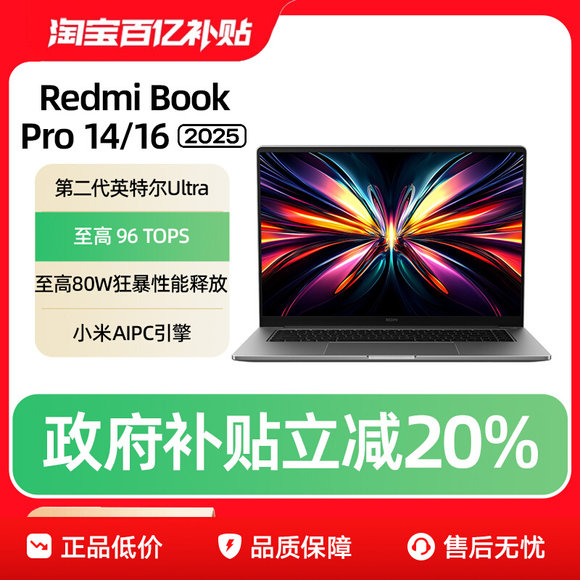 淘宝百亿补贴
Redmi Book
Pro 14/16 2025
第二代英特尔Ultra
至高 96 TOPS
至高80W狂暴性能释放
小米AIPC引擎
政府补贴立减20%
正品低价
品质保障
售后无忧